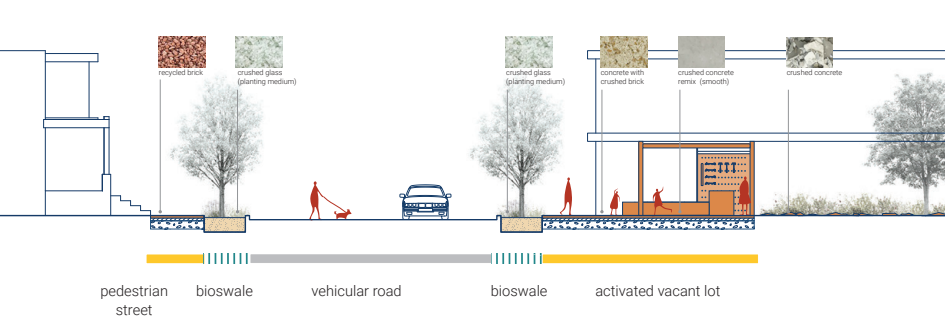 recycled brick
crushed glass
(planting medium)
crushed glass
(planting medium)
concrete with
crushed brick
crushed concrete
remix (smooth)
crushed concrete
pedestrian
street
bioswale
vehicular road
bioswale
activated vacant lot